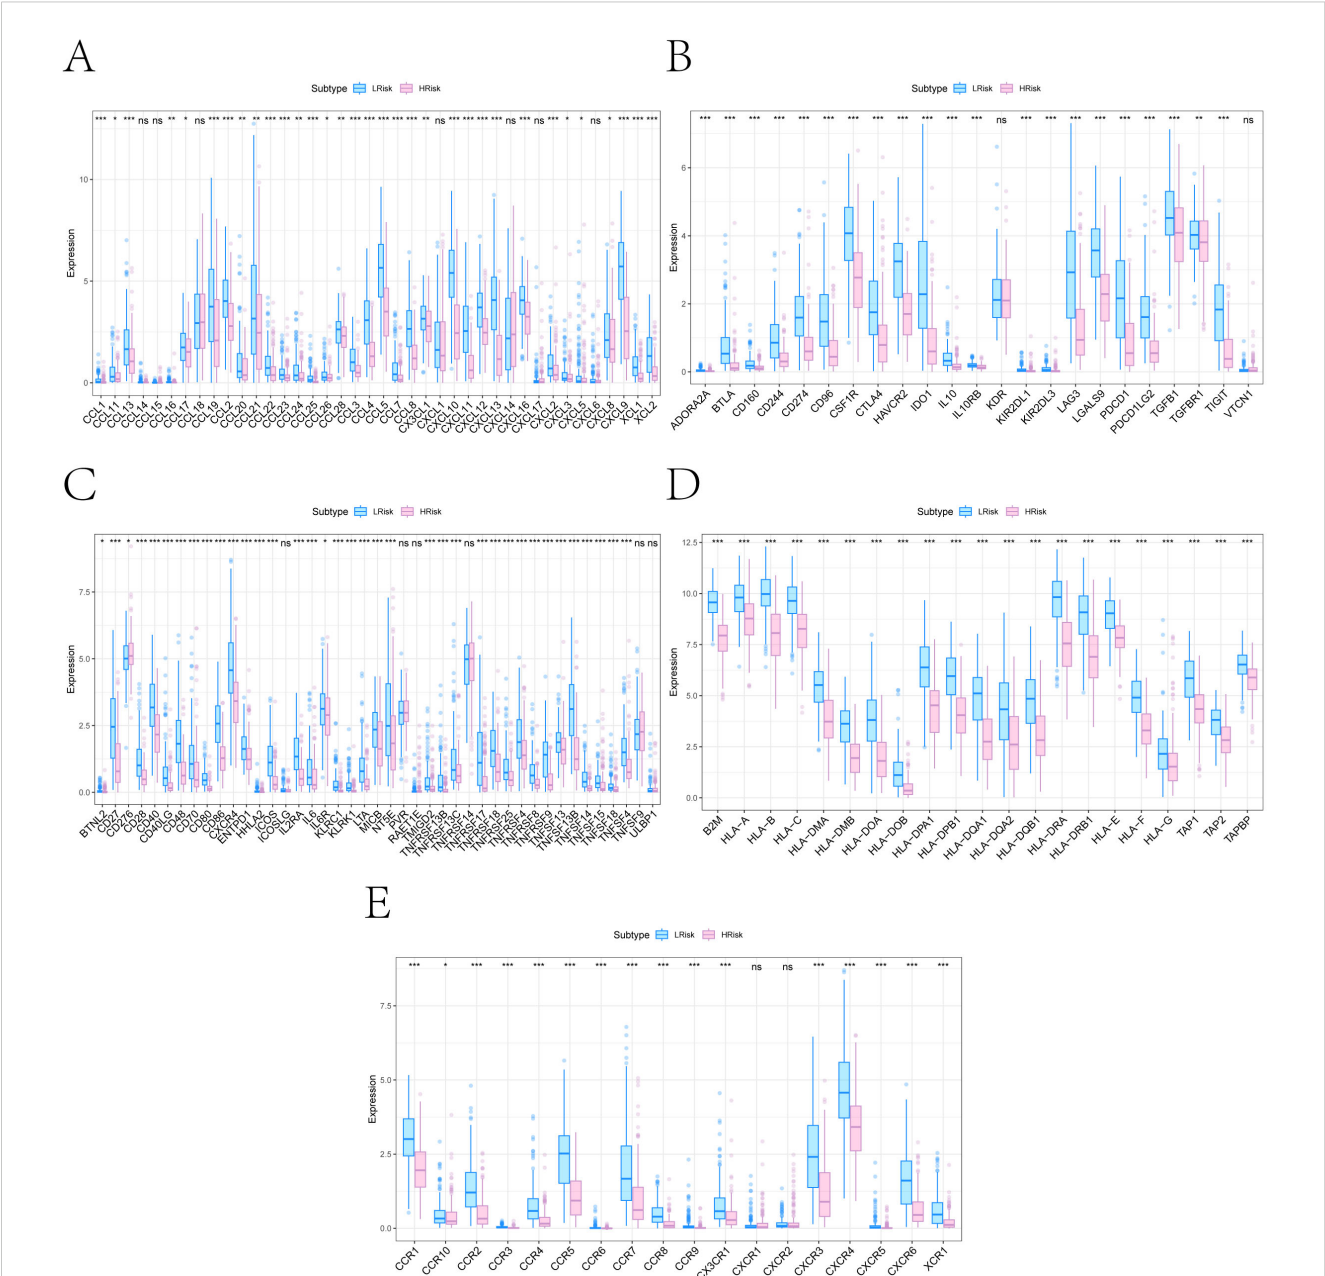 A
Subtype LRisk HRisk
*** * *** ns ns ** * ns *** *** ** ** *** *** ** *** * ** *** *** *** *** *** *** ns *** *** *** *** ns *** ns *** * * ns * *** *** ***
Expression
10
5
0
CCL1 CCL11 CCL13 CCL14 CCL15 CCL16 CCL17 CCL18 CCL19 CCL2 CCL20 CCL21 CCL22 CCL23 CCL24 CCL25 CCL26 CCL28 CCL3 CCL4 CCL5 CCL7 CCL8 CX3CL1 CXCL1 CXCL10 CXCL11 CXCL12 CXCL13 CXCL14 CXCL16 CXCL17 CXCL2 CXCL3 CXCL5 CXCL6 CXCL8 CXCL9 XCL1 XCL2
B
Subtype LRisk HRisk
*** *** *** *** *** *** *** *** *** *** *** *** ns *** *** *** *** *** *** *** ** *** ns
Expression
6
4
2
0
ADORA2A BTLA CD160 CD244 CD274 CD96 CSF1R CTLA4 HAVCR2 IDO1 IL10 IL10RB KDR KIR2DL1 KIR2DL3 LAG3 LGALS9 PDCD1 PDCD1LG2 TGFB1 TGFBR1 TIGIT VTCN1
C
Subtype LRisk HRisk
Expression
7.5
5.0
2.5
0.0
BTNL2 CD27 CD276 CD28 CD40 CD40LG CD48 CD70 CD80 CD86 CXCR4 ENTPD1 HHLA2 ICOS ICOSLG IL2RA IL6 IL6R KLRC1 KLRK1 LTA MICB NT5E PVR RAET1E TMIGD2 TNFRSF13B TNFRSF13C TNFRSF14 TNFRSF17 TNFRSF18 TNFRSF25 TNFRSF4 TNFRSF8 TNFRSF9 TNFSF13 TNFSF13B TNFSF14 TNFSF15 TNFSF18 TNFSF4 TNFSF9 ULBP1
D
Subtype LRisk HRisk
*** *** *** *** *** *** *** *** *** *** *** *** *** *** *** *** *** *** *** *** ***
Expression
12.5
10.0
7.5
5.0
2.5
0.0
B2M HLA−A HLA−B HLA−C HLA−DMA HLA−DMB HLA−DOA HLA−DOB HLA−DPA1 HLA−DPB1 HLA−DQA1 HLA−DQA2 HLA−DQB1 HLA−DRA HLA−DRB1 HLA−E HLA−F HLA−G TAP1 TAP2 TAPBP
E
Subtype LRisk HRisk
*** * *** *** *** *** *** *** *** *** *** ns ns *** *** *** *** ***
Expression
7.5
5.0
2.5
0.0
CCR1 CCR10 CCR2 CCR3 CCR4 CCR5 CCR6 CCR7 CCR8 CCR9 CX3CR1 CXCR1 CXCR2 CXCR3 CXCR4 CXCR5 CXCR6 XCR1